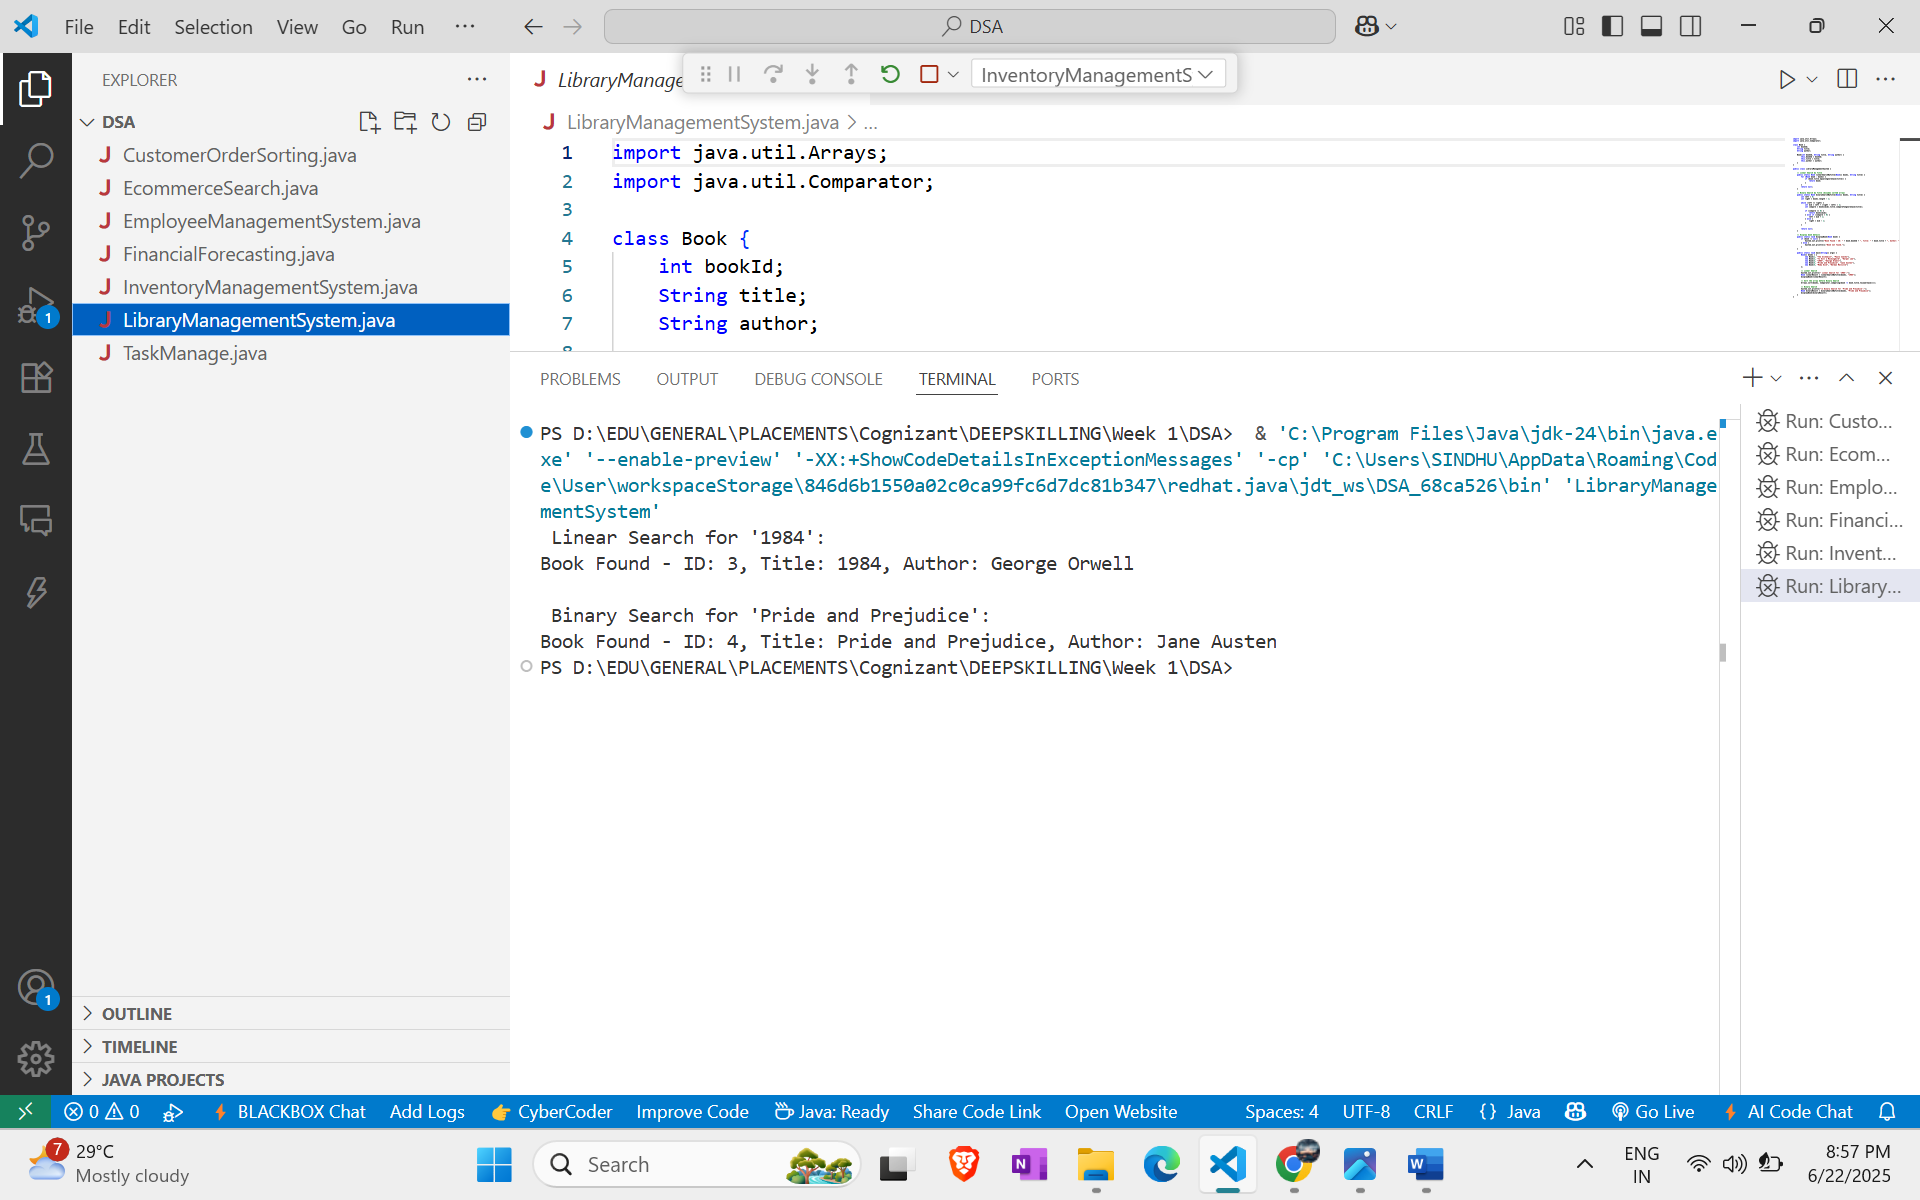 File Edit Selection View Go Run ···
DSA
EXPLORER
DSA
CustomerOrderSorting.java
EcommerceSearch.java
EmployeeManagementSystem.java
FinancialForecasting.java
InventoryManagementSystem.java
LibraryManagementSystem.java
TaskManage.java
OUTLINE
TIMELINE
JAVA PROJECTS
1
1
J LibraryManage
InventoryManagementS
J LibraryManagementSystem.java > ...
1 import java.util.Arrays;
2 import java.util.Comparator;
3
4 class Book {
5 int bookId;
6 String title;
7 String author;
PROBLEMS OUTPUT DEBUG CONSOLE TERMINAL PORTS
PS D:\EDU\GENERAL\PLACEMENTS\Cognizant\DEEPSKILLING\Week 1\DSA> & 'C:\Program Files\Java\jdk-24\bin\java.e
xe' '--enable-preview' '-XX:+ShowCodeDetailsInExceptionMessages' '-cp' 'C:\Users\SINDHU\AppData\Roaming\Cod
e\User\workspaceStorage\846d6b1550a02c0ca99fc6d7dc81b347\redhat.java\jdt_ws\DSA_68ca526\bin' 'LibraryManage
mentSystem'
Linear Search for '1984':
Book Found - ID: 3, Title: 1984, Author: George Orwell
Binary Search for 'Pride and Prejudice':
Book Found - ID: 4, Title: Pride and Prejudice, Author: Jane Austen
PS D:\EDU\GENERAL\PLACEMENTS\Cognizant\DEEPSKILLING\Week 1\DSA>
Run: Custo...
Run: Ecom...
Run: Emplo...
Run: Financi...
Run: Invent...
Run: Library...
0 0 BLACKBOX Chat Add Logs CyberCoder Improve Code Java: Ready Share Code Link Open Website Spaces: 4 UTF-8 CRLF {} Java Go Live AI Code Chat
7
29°C
Mostly cloudy
Search
ENG
IN
8:57 PM
6/22/2025